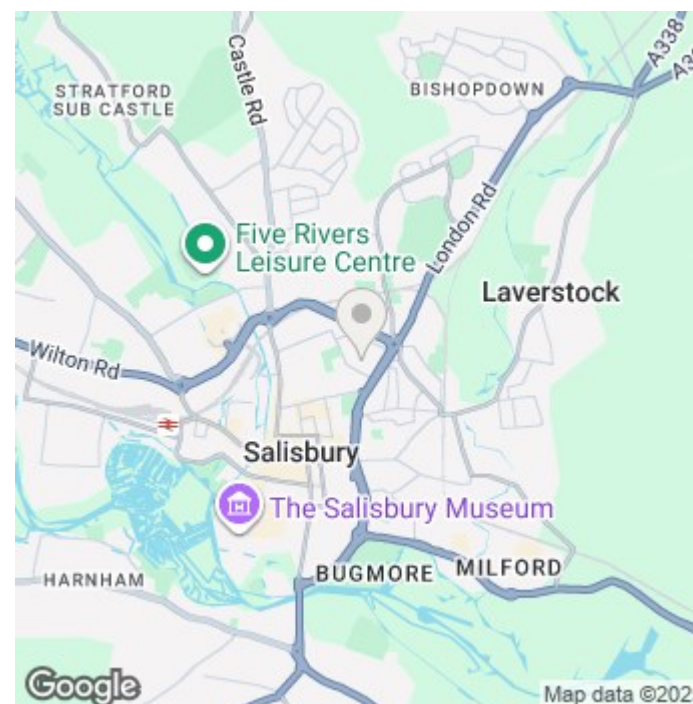 STRATFORD
SUB CASTLE
Castle Rd
BISHOPDOWN
A338
Five Rivers
Leisure Centre
London Rd
Laverstock
Wilton Rd
Salisbury
The Salisbury Museum
HARNHAM
BUGMORE
MILFORD
Google
Map data ©202